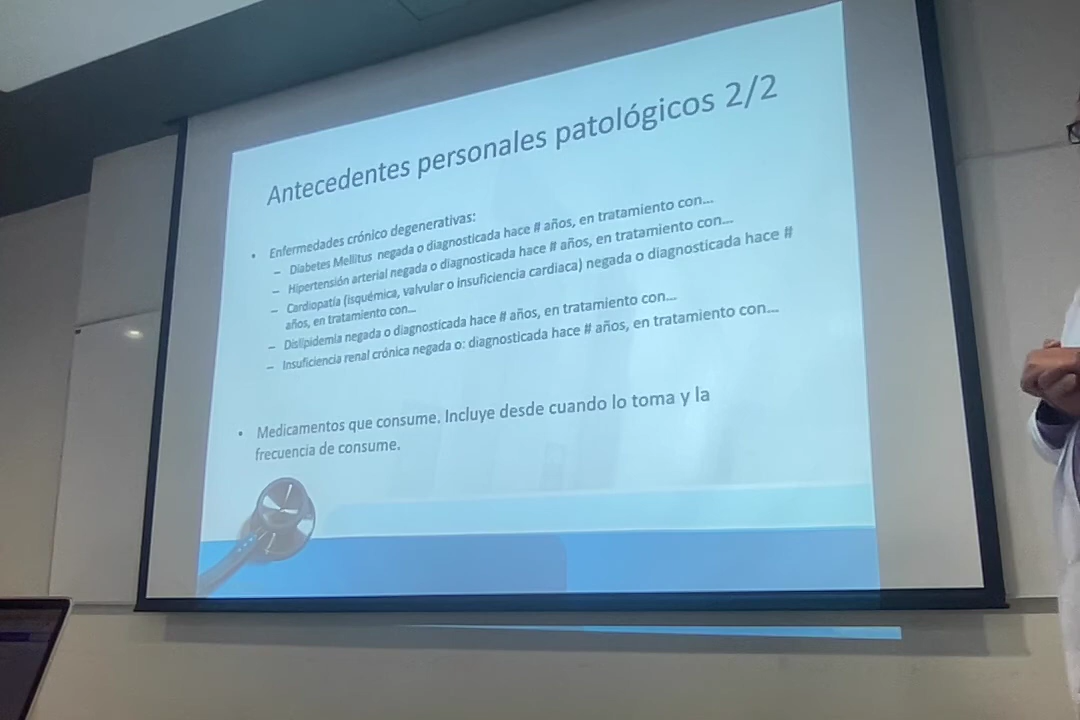 Antecedentes personales patológicos 2/2
• Enfermedades crónico degenerativas:
– Diabetes Mellitus negada o diagnosticada hace # años, en tratamiento con...
– Hipertensión arterial negada o diagnosticada hace # años, en tratamiento con...
– Cardiopatía (isquémica, valvular o insuficiencia cardiaca) negada o diagnosticada hace #
años, en tratamiento con...
– Dislipidemia negada o diagnosticada hace # años, en tratamiento con...
– Insuficiencia renal crónica negada o: diagnosticada hace # años, en tratamiento con...
• Medicamentos que consume. Incluye desde cuando lo toma y la
frecuencia de consume.